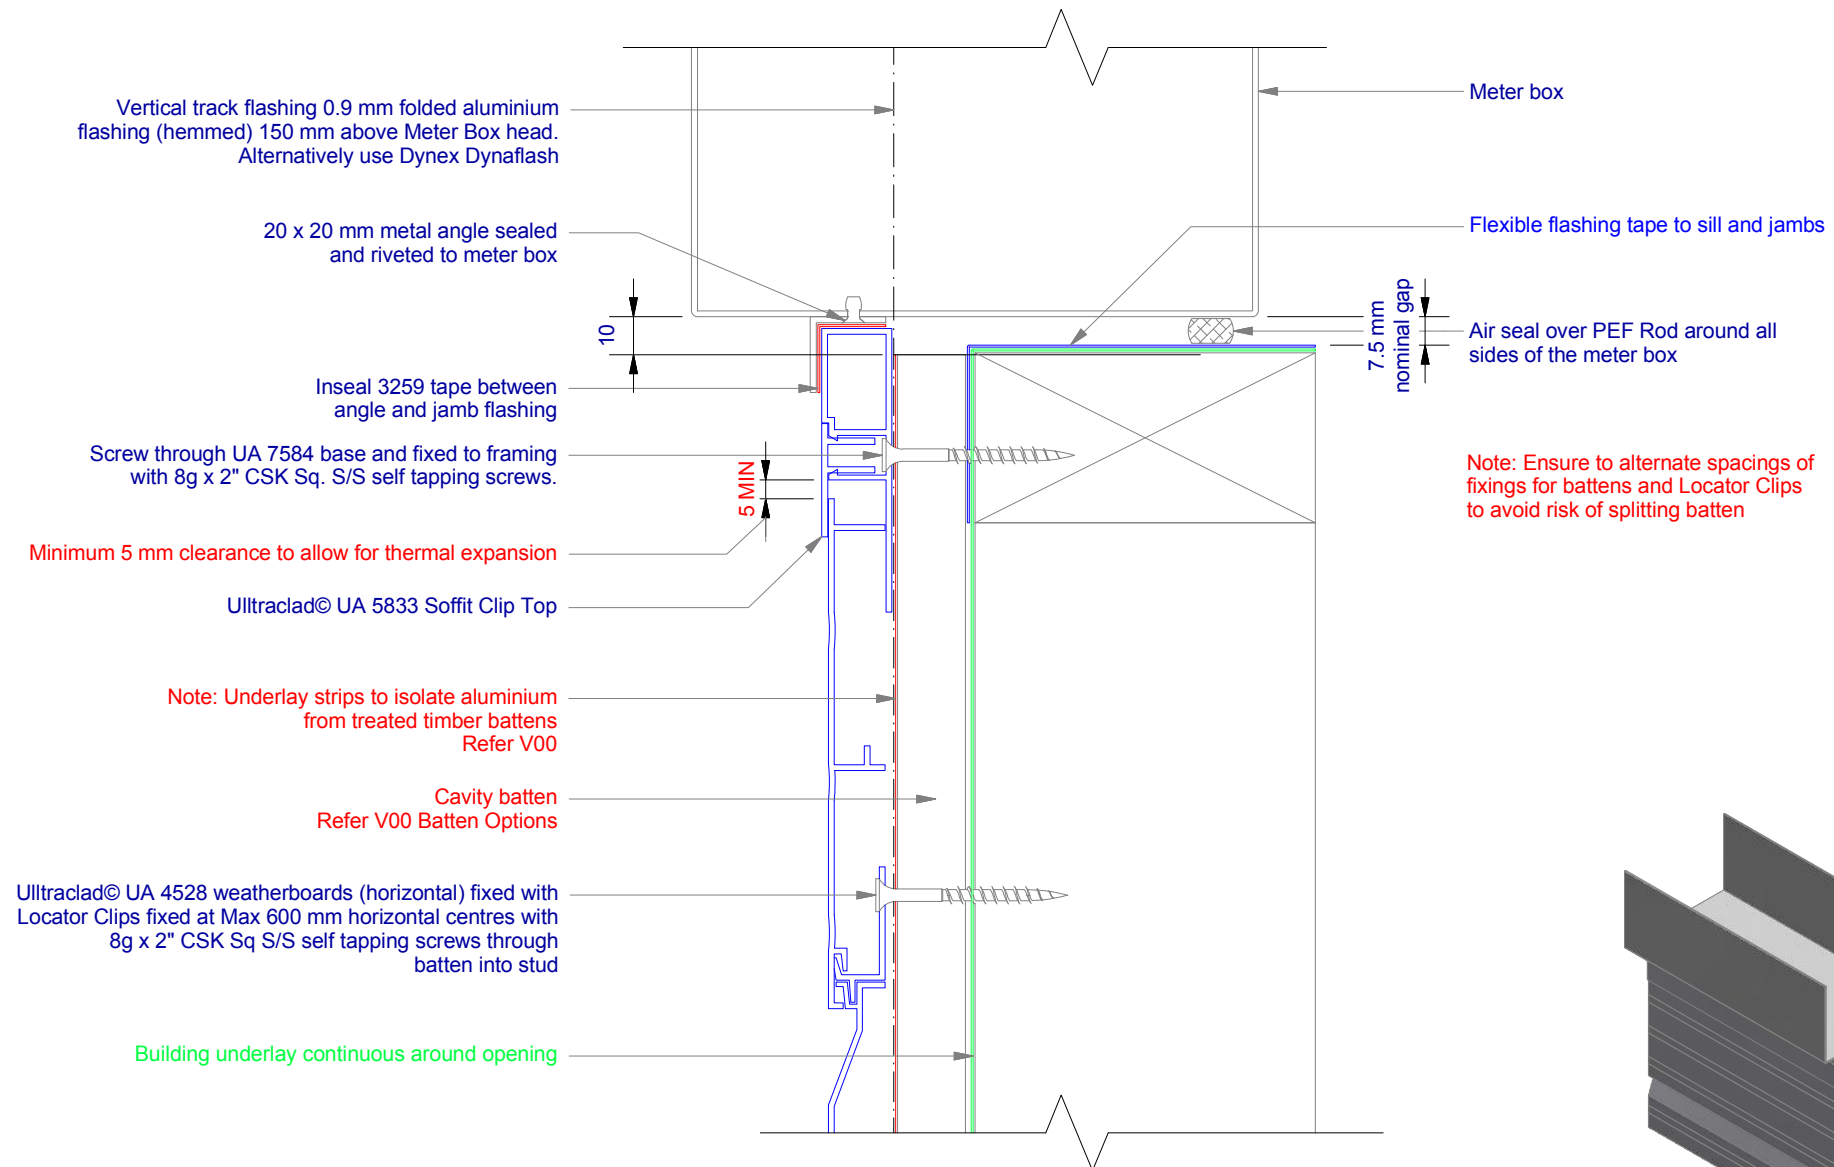 Vertical track flashing 0.9 mm folded aluminium
flashing (hemmed) 150 mm above Meter Box head.
Alternatively use Dynex Dynaflash
20 x 20 mm metal angle sealed
and riveted to meter box
10
Inseal 3259 tape between
angle and jamb flashing
Screw through UA 7584 base and fixed to framing
with 8g x 2" CSK Sq. S/S self tapping screws.
5 MIN
Minimum 5 mm clearance to allow for thermal expansion
Ulltraclad© UA 5833 Soffit Clip Top
Note: Underlay strips to isolate aluminium
from treated timber battens
Refer V00
Cavity batten
Refer V00 Batten Options
Ulltraclad© UA 4528 weatherboards (horizontal) fixed with
Locator Clips fixed at Max 600 mm horizontal centres with
8g x 2" CSK Sq S/S self tapping screws through
batten into stud
Building underlay continuous around opening
Meter box
Flexible flashing tape to sill and jambs
7.5 mm
nominal gap
Air seal over PEF Rod around all
sides of the meter box
Note: Ensure to alternate spacings of
fixings for battens and Locator Clips
to avoid risk of splitting batten